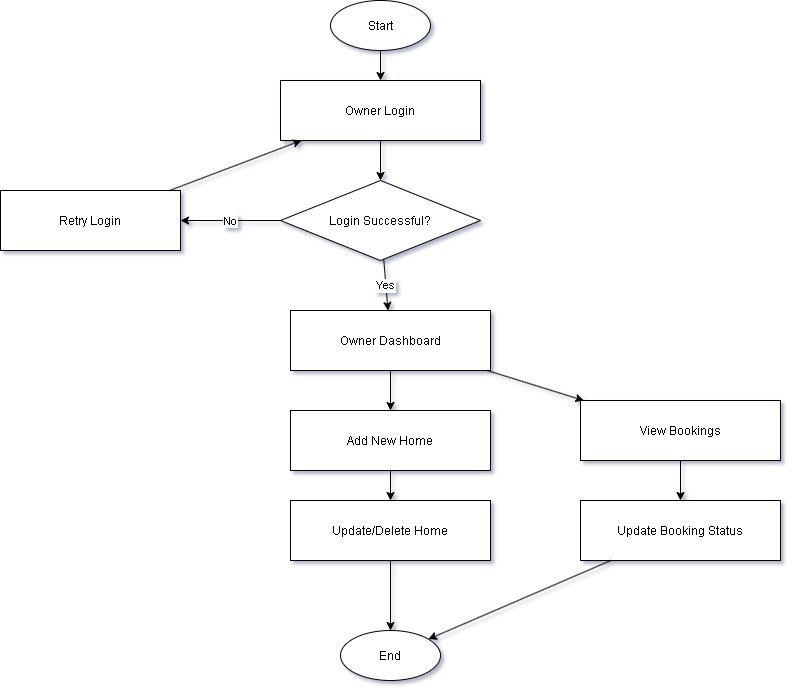 Start
Owner Login
Retry Login
No
Login Successful?
Yes
Owner Dashboard
Add New Home
View Bookings
Update/Delete Home
Update Booking Status
End